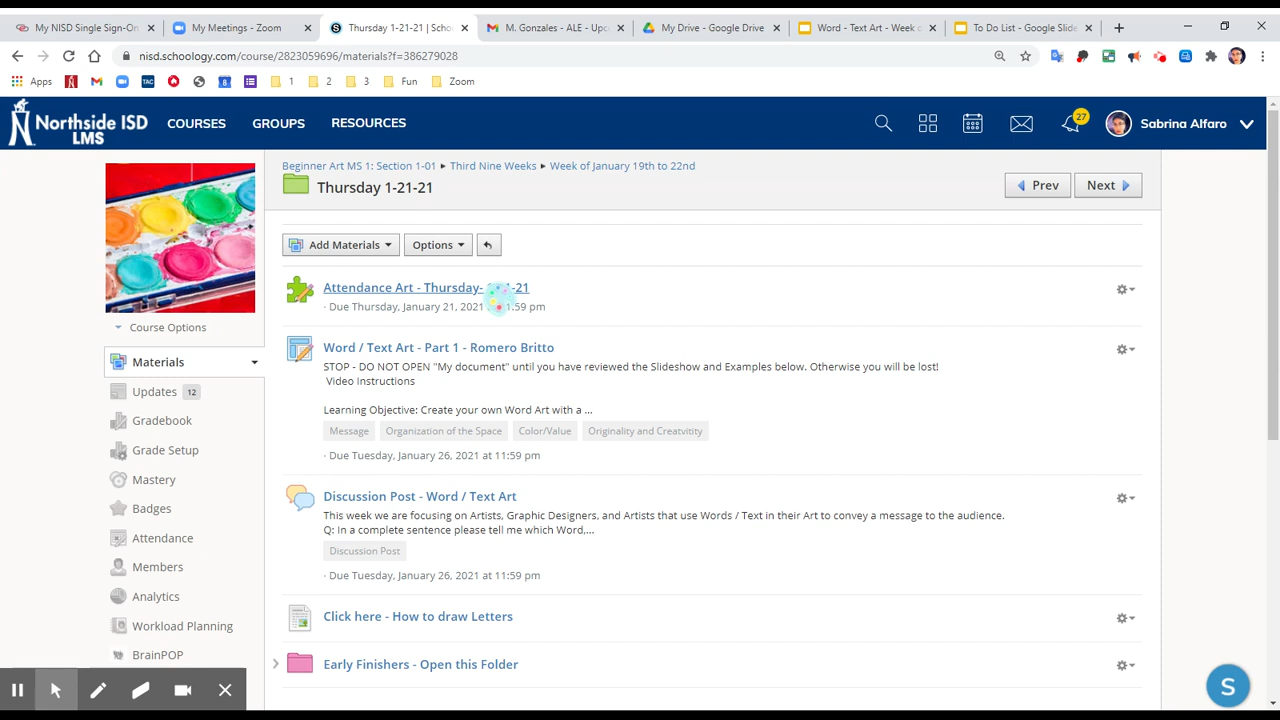 My NISD Single Sign-On
My Meetings - Zoom
Thursday 1-21-21 | Scho
M. Gonzales - ALE - Upc
My Drive - Google Drive
Word - Text Art - Week o
To Do List - Google Slide
nisd.schoology.com/course/2823059696/materials?f=386279028
Apps
TAC
8
1
2
3
Fun
Zoom
Northside ISD
LMS
COURSES
GROUPS
RESOURCES
27
Sabrina Alfaro
Beginner Art MS 1: Section 1-01 ▸ Third Nine Weeks ▸ Week of January 19th to 22nd
Thursday 1-21-21
Prev
Next
Add Materials
Options
Attendance Art - Thursday- -21
· Due Thursday, January 21, 2021 :59 pm
Word / Text Art - Part 1 - Romero Britto
STOP - DO NOT OPEN "My document" until you have reviewed the Slideshow and Examples below. Otherwise you will be lost!
Video Instructions
Learning Objective: Create your own Word Art with a ...
Message
Organization of the Space
Color/Value
Originality and Creatvitity
· Due Tuesday, January 26, 2021 at 11:59 pm
Discussion Post - Word / Text Art
This week we are focusing on Artists, Graphic Designers, and Artists that use Words / Text in their Art to convey a message to the audience.
Q: In a complete sentence please tell me which Word,...
Discussion Post
· Due Tuesday, January 26, 2021 at 11:59 pm
Click here - How to draw Letters
Early Finishers - Open this Folder
Course Options
Materials
Updates 12
Gradebook
Grade Setup
Mastery
Badges
Attendance
Members
Analytics
Workload Planning
BrainPOP
S